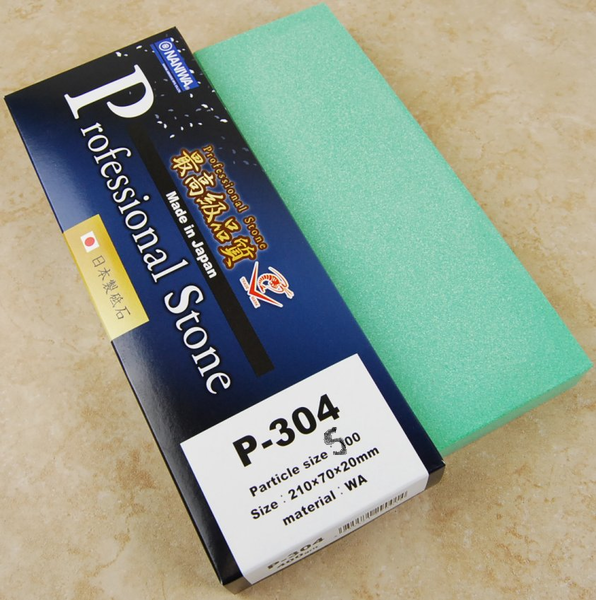 NANIWA
Professional Stone
Professional Stone
最高級品質
Made in Japan
日本製砥石
P-304
Particle size : 500
Size : 210×70×20mm
material : WA
P-304